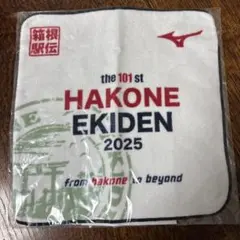 箱根
駅伝
the 101 st
HAKONE
EKIDEN
2025
from hakone to beyond